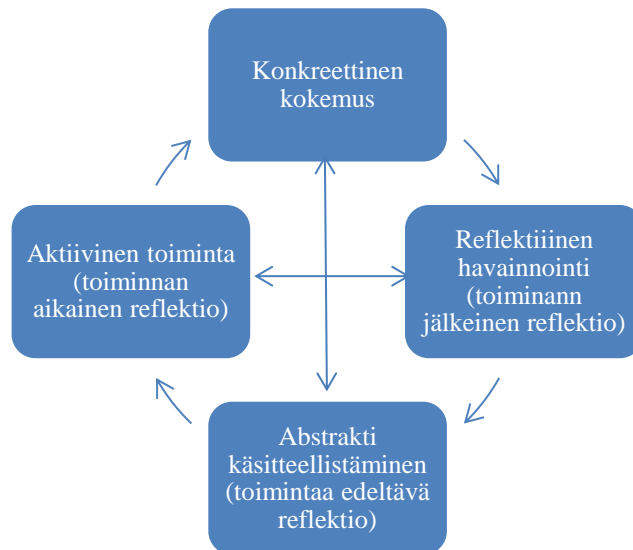 Konkreettinen
kokemus
Aktiivinen toiminta
(toiminnan
aikainen reflektio)
Reflektiiinen
havainnointi
(toiminann
jälkeinen reflektio)
Abstrakti
käsitteellistäminen
(toimintaa edeltävä
reflektio)